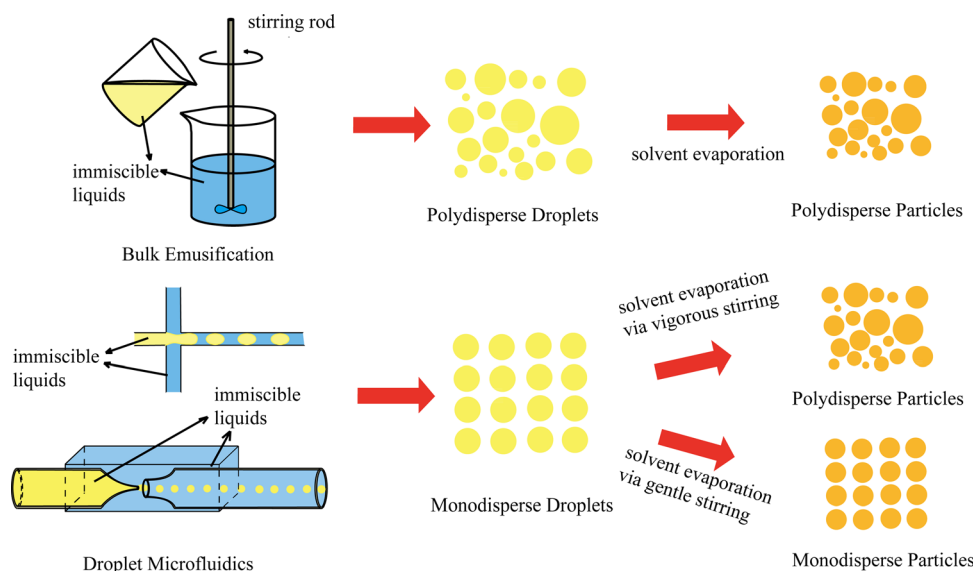 stirring rod
immiscible
liquids
Bulk Emusification
Polydisperse Droplets
solvent evaporation
Polydisperse Particles
immiscible
liquids
immiscible
liquids
Droplet Microfluidics
Monodisperse Droplets
solvent evaporation
via vigorous stirring
Polydisperse Particles
solvent evaporation
via gentle stirring
Monodisperse Particles